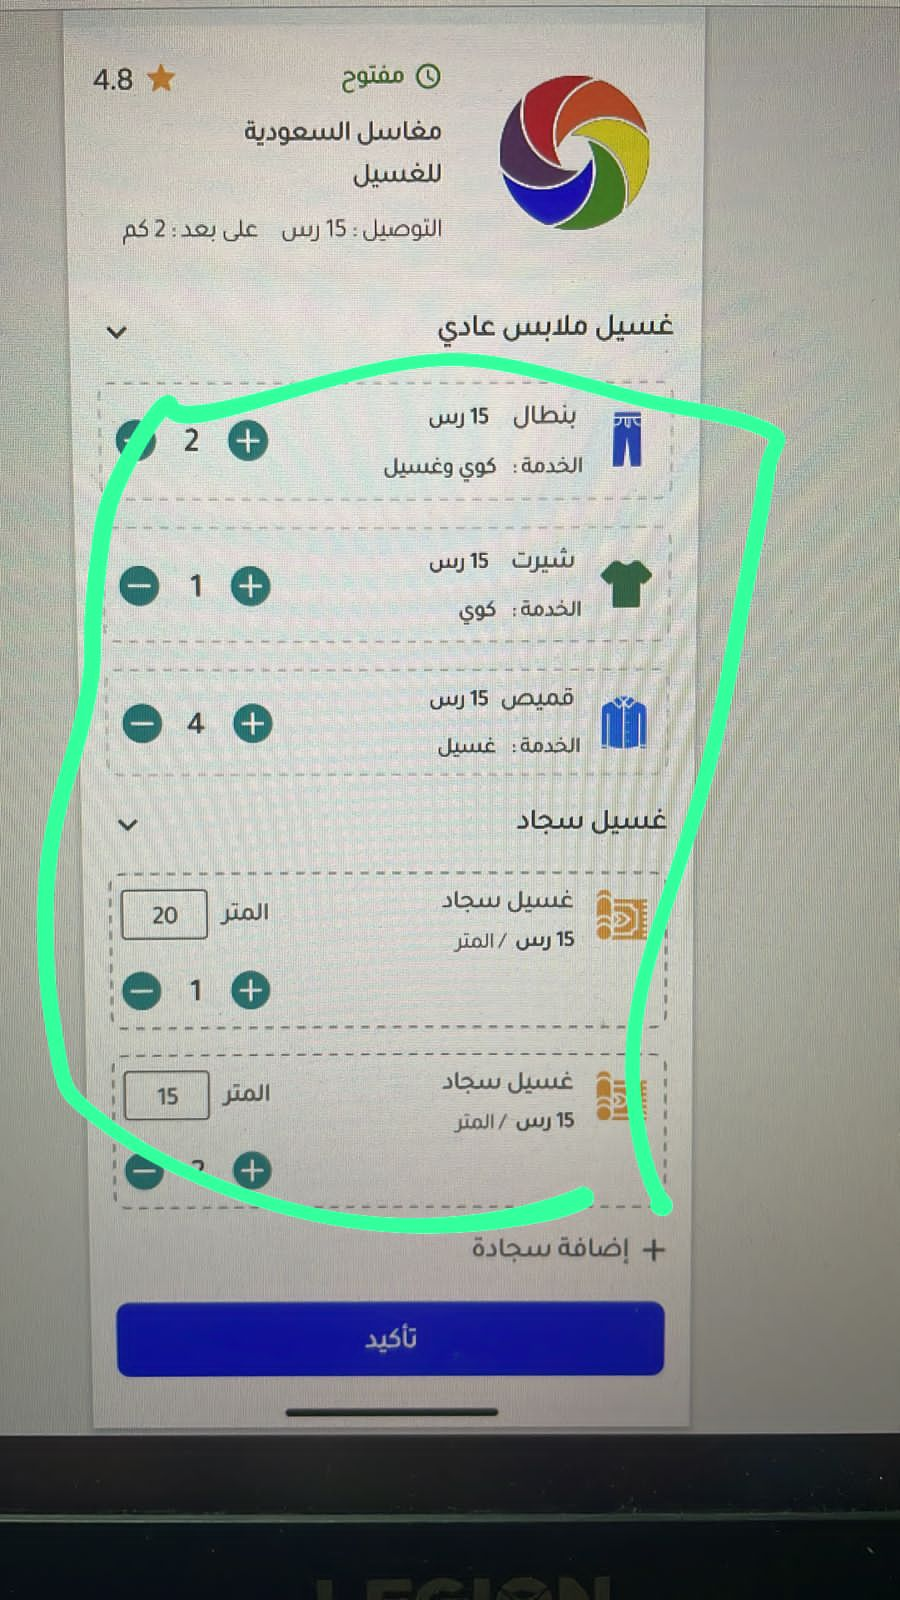 مفتوح 4.8
مغاسل السعودية
للغسيل
التوصيل : 15 رس على بعد : 2 كم
غسيل ملابس عادي
بنطال 15 رس
الخدمة : كوي وغسيل
2
شيرت 15 رس
الخدمة : كوي
1
قميص 15 رس
الخدمة : غسيل
4
غسيل سجاد
غسيل سجاد
15 رس / المتر
المتر 20
1
غسيل سجاد
15 رس / المتر
المتر 15
+ إضافة سجادة
تأكيد
LEGION